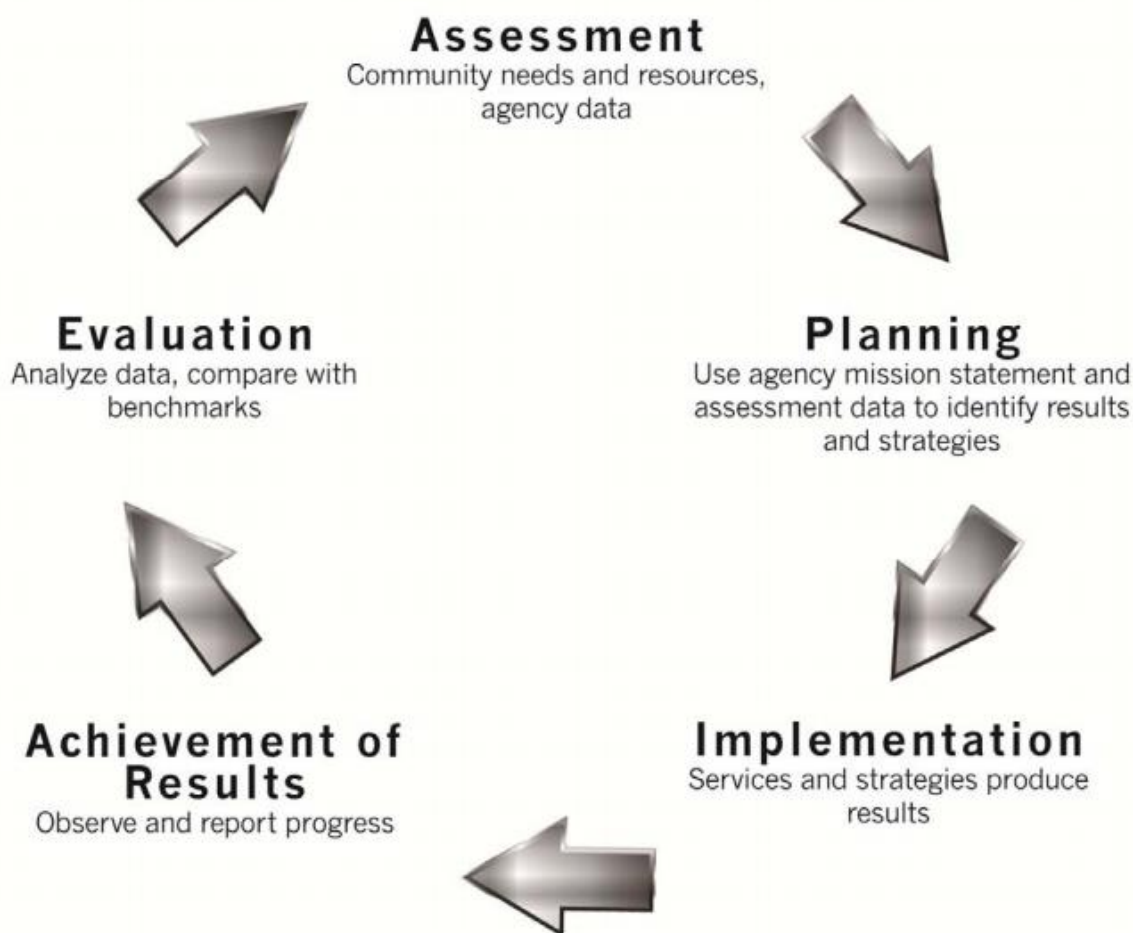 Assessment
Community needs and resources,
agency data
Planning
Use agency mission statement and
assessment data to identify results
and strategies
Implementation
Services and strategies produce
results
Achievement of
Results
Observe and report progress
Evaluation
Analyze data, compare with
benchmarks